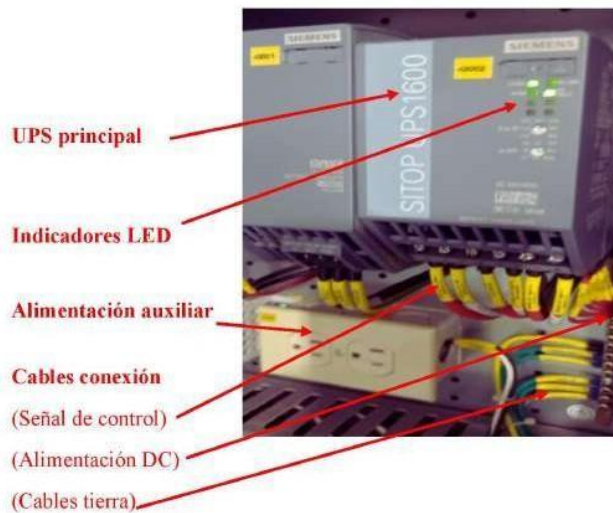 SIEMENS
SIEMENS
SITOP UPS1600
UPS principal
Indicadores LED
Alimentación auxiliar
Cables conexión
(Señal de control)
(Alimentación DC)
(Cables tierra)